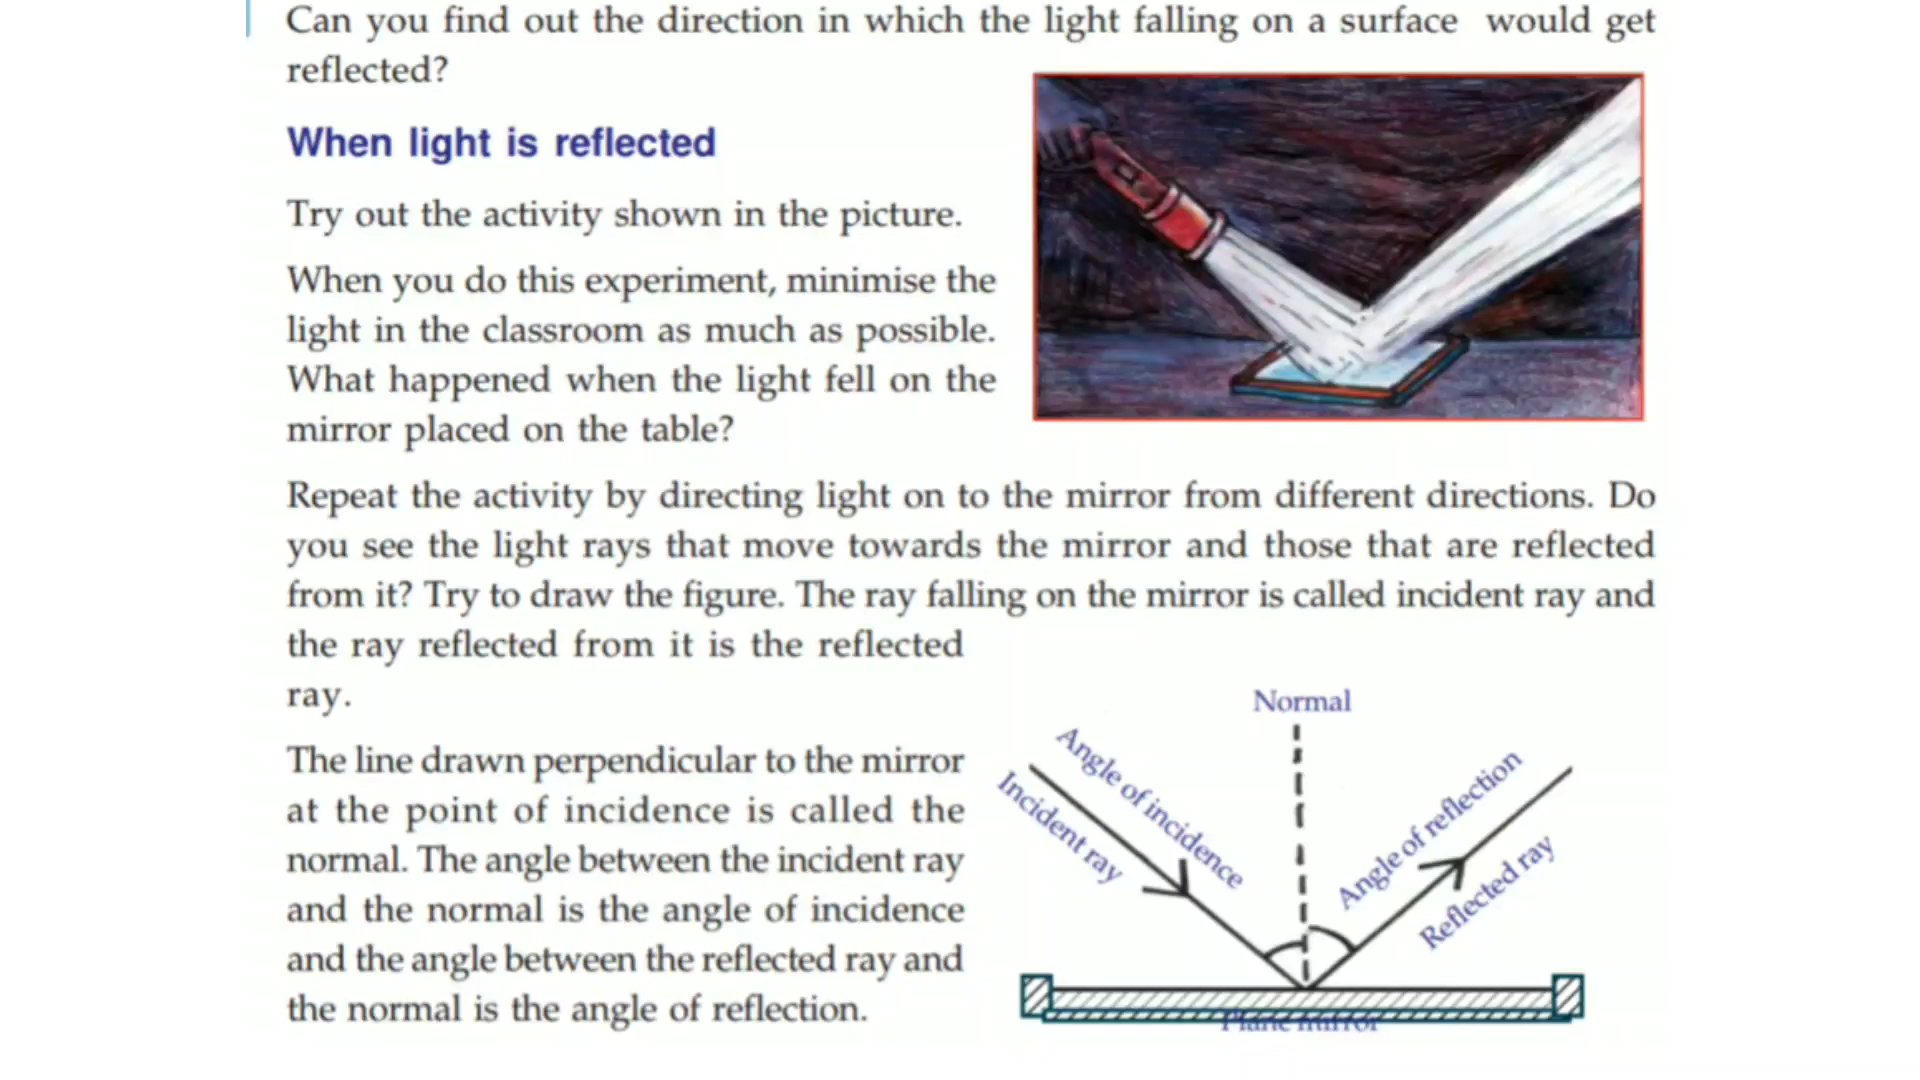 Can you find out the direction in which the light falling on a surface would get
reflected?
When light is reflected
Try out the activity shown in the picture.
When you do this experiment, minimise the
light in the classroom as much as possible.
What happened when the light fell on the
mirror placed on the table?
Repeat the activity by directing light on to the mirror from different directions. Do
you see the light rays that move towards the mirror and those that are reflected
from it? Try to draw the figure. The ray falling on the mirror is called incident ray and
the ray reflected from it is the reflected
ray.
The line drawn perpendicular to the mirror
at the point of incidence is called the
normal. The angle between the incident ray
and the normal is the angle of incidence
and the angle between the reflected ray and
the normal is the angle of reflection.
Normal
Angle of incidence
Incident ray
Angle of reflection
Reflected ray
Plane mirror